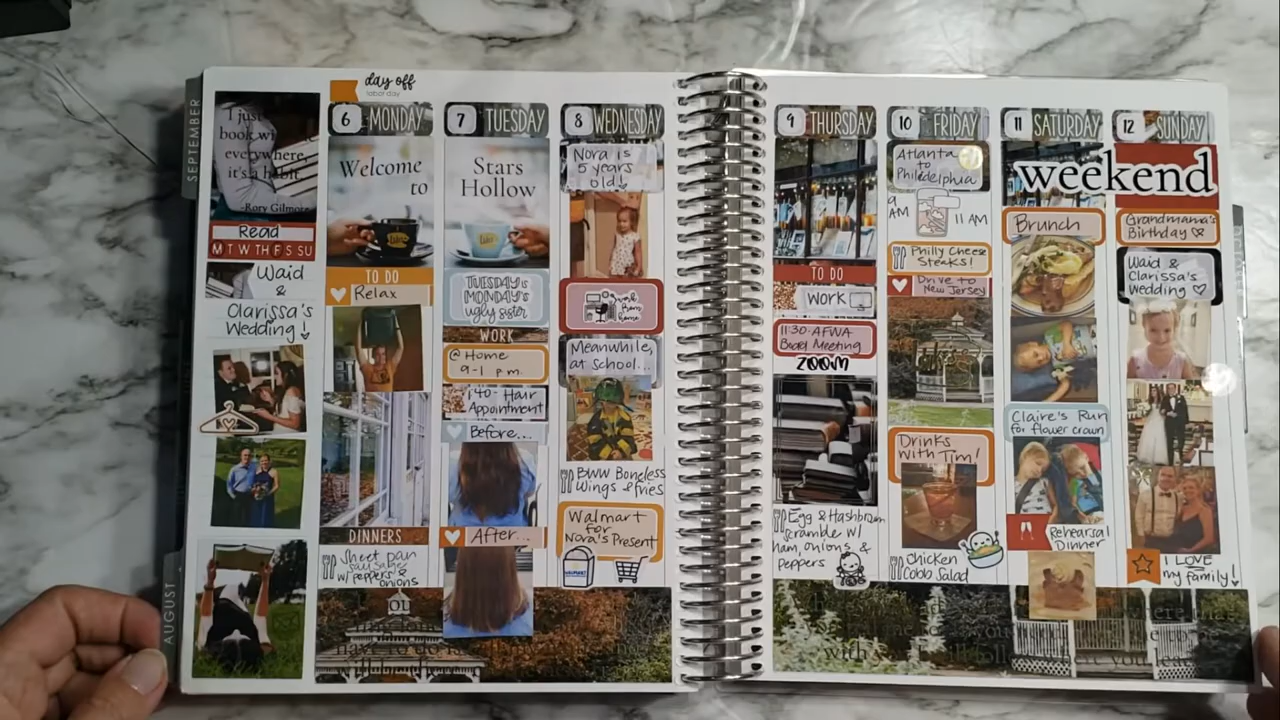 SEPTEMBER
AUGUST
I just
book wi
everywhere,
it's a habit.
-Rory Gilmore
Read
M T W TH F S SU
Waid
&
Clarissa's
Wedding!
day off
labor day
6 MONDAY
Welcome
to
TO DO
Relax
DINNERS
Sheet pan
sausage
w/ peppers &
onions
7 TUESDAY
Stars
Hollow
TUESDAY IS
MONDAY'S
ugly sister
WORK
@ Home
9-1 p.m.
1:40- Hair
Appointment
Before...
After...
8 WEDNESDAY
Nora is
5 years
old!
work
from
home
Meanwhile,
at school...
BWW Boneless
Wings & fries
Walmart
for
Nora's Present
WALMART
9 THURSDAY
TO DO
Work
11:30-AFWA
Board Meeting
ZOOM
Egg & Hashbrown
Scramble w/
ham, onions &
peppers
10 FRIDAY
Atlanta
to
Philadelphia
9
AM
11 AM
Philly Cheese
Steaks!
Drive to
New Jersey
Drinks
With Tim!
Chicken
Cobb Salad
11 SATURDAY
weekend
Brunch
Claire's Run
for flower crown
Rehearsal
Dinner
12 SUNDAY
Grandmama's
Birthday
Waid &
Clarissa's
Wedding
I LOVE
my family!